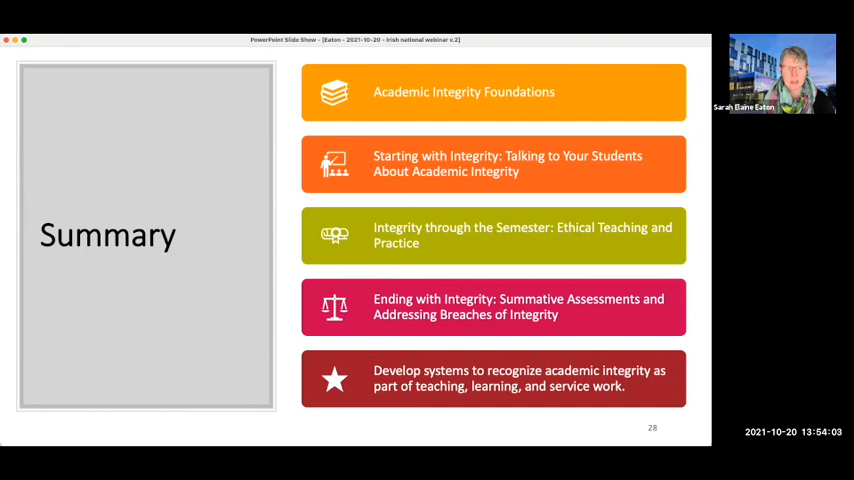 PowerPoint Slide Show - [Eaton - 2021-10-20 - Irish national webinar v.2]
Summary
Academic Integrity Foundations
Starting with Integrity: Talking to Your Students
About Academic Integrity
Integrity through the Semester: Ethical Teaching and
Practice
Ending with Integrity: Summative Assessments and
Addressing Breaches of Integrity
Develop systems to recognize academic integrity as
part of teaching, learning, and service work.
28
Sarah Elaine Eaton
2021-10-20 13:54:03